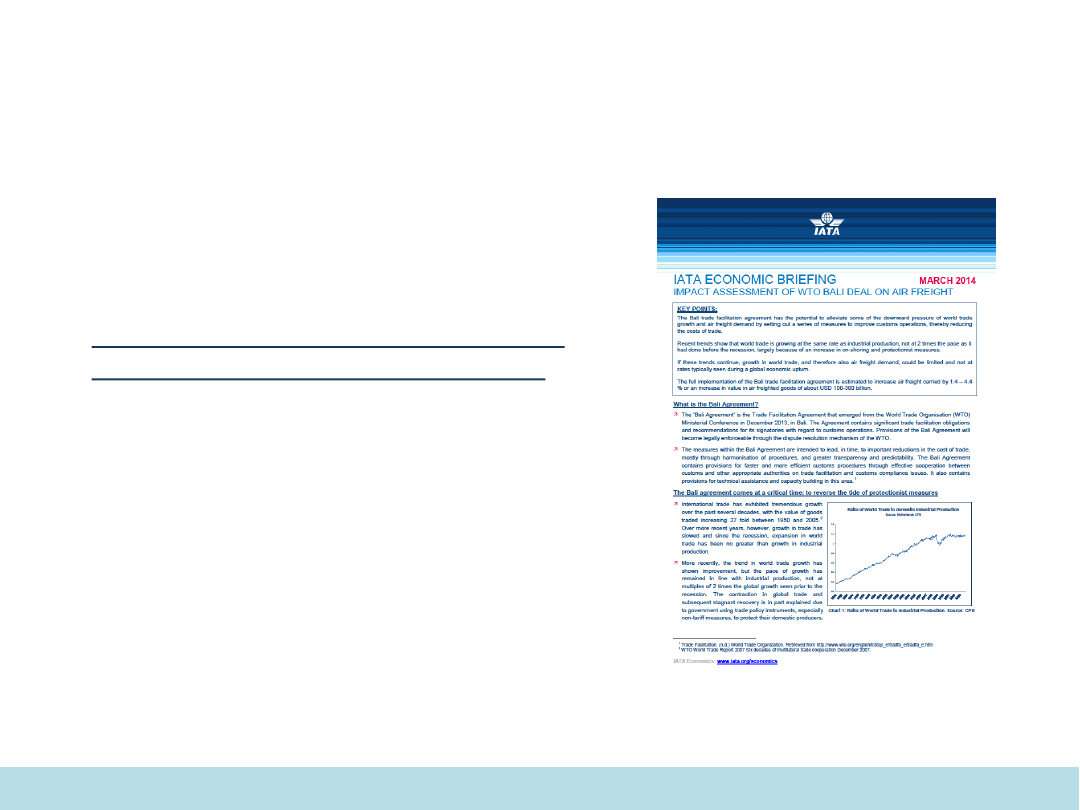 IATA
IATA ECONOMIC BRIEFING
MARCH 2014
IMPACT ASSESSMENT OF WTO BALI DEAL ON AIR FREIGHT
KEY POINTS:
The Bali trade facilitation agreement has the potential to alleviate some of the downward pressure of world trade
growth and air freight demand by setting out a series of measures to improve customs operations, thereby reducing
the costs of trade.
Recent trends show that world trade is growing at the same rate as industrial production, not at 2 times the pace as it
had done before the recession, largely because of an increase in on-shoring and protectionist measures.
If these trends continue, growth in world trade, and therefore also air freight demand, could be limited and not at
rates typically seen during a global economic upturn.
The full implementation of the Bali trade facilitation agreement is estimated to increase air freight carried by 1.4 – 4.4
% or an increase in value in air freighted goods of about USD 100-300 billion.
What is the Bali Agreement?
The 'Bali Agreement' is the Trade Facilitation Agreement that emerged from the World Trade Organisation (WTO)
Ministerial Conference in December 2013, in Bali. The Agreement contains significant trade facilitation obligations
and recommendations for its signatories with regard to customs operations. Provisions of the Bali Agreement will
become legally enforceable through the dispute resolution mechanism of the WTO.
The measures within the Bali Agreement are intended to lead, in time, to important reductions in the cost of trade,
mostly through harmonisation of procedures, and greater transparency and predictability. The Bali Agreement
contains provisions for faster and more efficient customs procedures through effective cooperation between
customs and other appropriate authorities on trade facilitation and customs compliance issues. It also contains
provisions for technical assistance and capacity building in this area.1
The Bali agreement comes at a critical time; to reverse the tide of protectionist measures
International trade has exhibited tremendous growth
over the past several decades, with the value of goods
traded increasing 27 fold between 1950 and 2005.2
Over more recent years, however, growth in trade has
slowed and since the recession, expansion in world
trade has been no greater than growth in industrial
production.
More recently, the trend in world trade growth has
shown improvement, but the pace of growth has
remained in line with industrial production, not at
multiples of 2 times the global growth seen prior to the
recession. The contraction in global trade and
subsequent stagnant recovery is in part explained due
to government using trade policy instruments, especially
non-tariff measures, to protect their domestic producers.
Ratio of World Trade to Domestic Industrial Production
Source: Netherlands CPB
Chart 1: Ratio of World Trade to Industrial Production. Source: CPB
1 Trade Facilitation. (n.d.) World Trade Organization. Retrieved from
2 WTO World Trade Report 2007 Six decades of multilateral trade cooperation December 2007.
IATA Economics: www.iata.org/economics